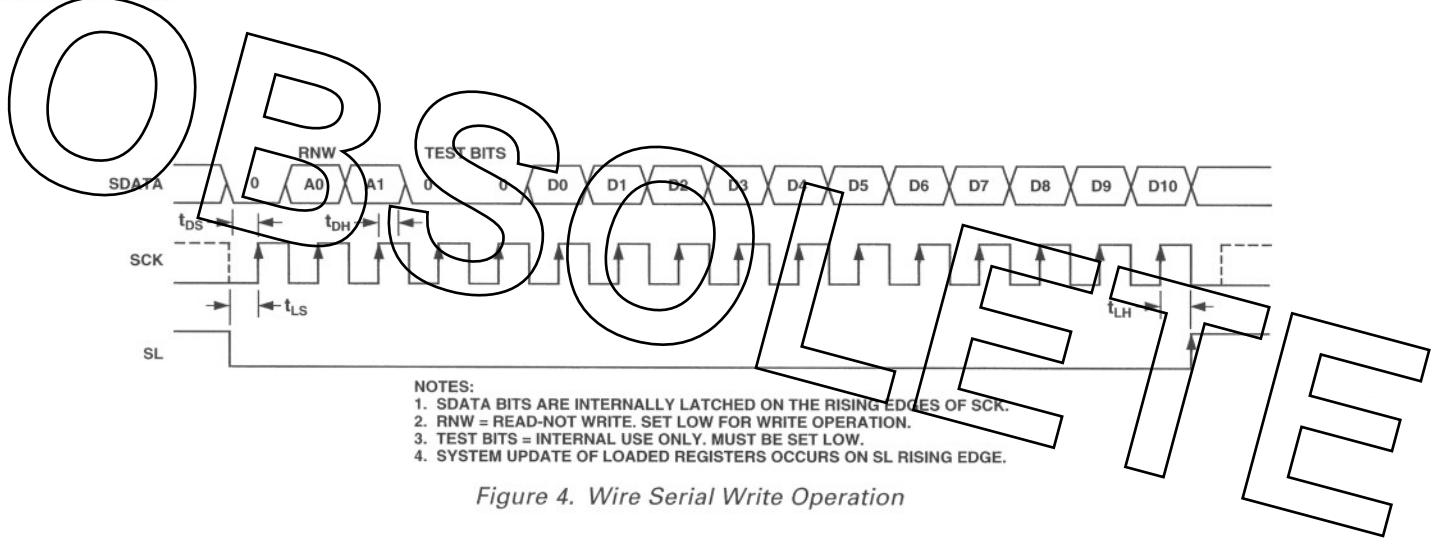 OBSOLETE
RNW TEST BITS
SDATA 0 A0 A1 0 0 D0 D1 D2 D3 D4 D5 D6 D7 D8 D9 D10
tDS tDH
SCK
tLS tLH
SL
NOTES:
1. SDATA BITS ARE INTERNALLY LATCHED ON THE RISING EDGES OF SCK.
2. RNW = READ-NOT WRITE. SET LOW FOR WRITE OPERATION.
3. TEST BITS = INTERNAL USE ONLY. MUST BE SET LOW.
4. SYSTEM UPDATE OF LOADED REGISTERS OCCURS ON SL RISING EDGE.
Figure 4. Wire Serial Write Operation